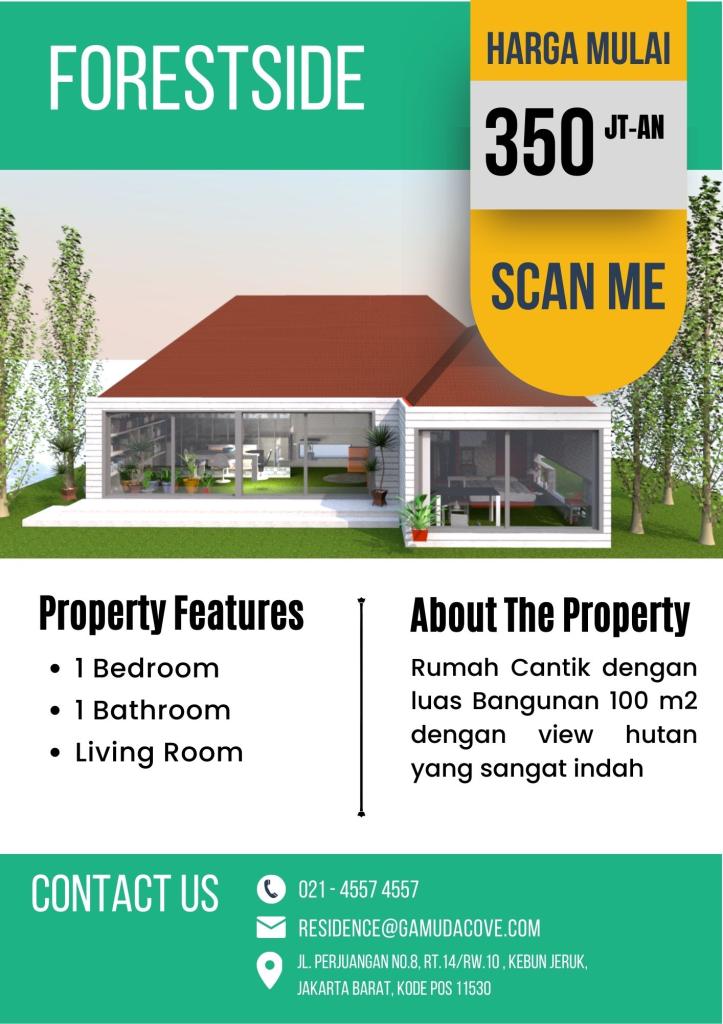 FORESTSIDE
HARGA MULAI
350 JT-AN
SCAN ME
Property Features
• 1 Bedroom
• 1 Bathroom
• Living Room
About The Property
Rumah Cantik dengan
luas Bangunan 100 m2
dengan view hutan
yang sangat indah
CONTACT US
021 - 4557 4557
RESIDENCE@GAMUDACOVE.COM
JL. PERJUANGAN NO.8, RT.14/RW.10 , KEBUN JERUK,
JAKARTA BARAT, KODE POS 11530